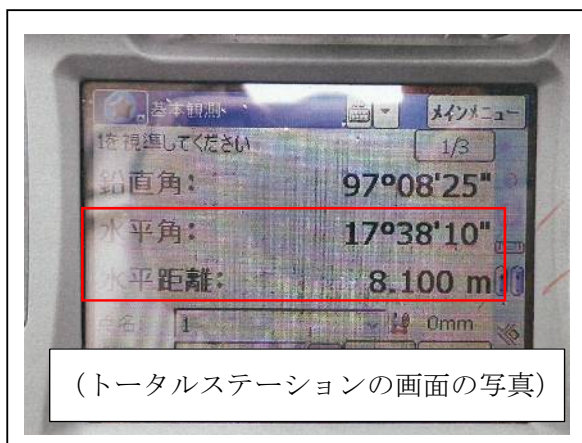 基本観測
メインメニュー
1を視準してください
1/3
鉛直角: 97°08'25"
水平角: 17°38'10"
水平距離: 8.100 m
点名 1 0mm
(トータルステーションの画面の写真)